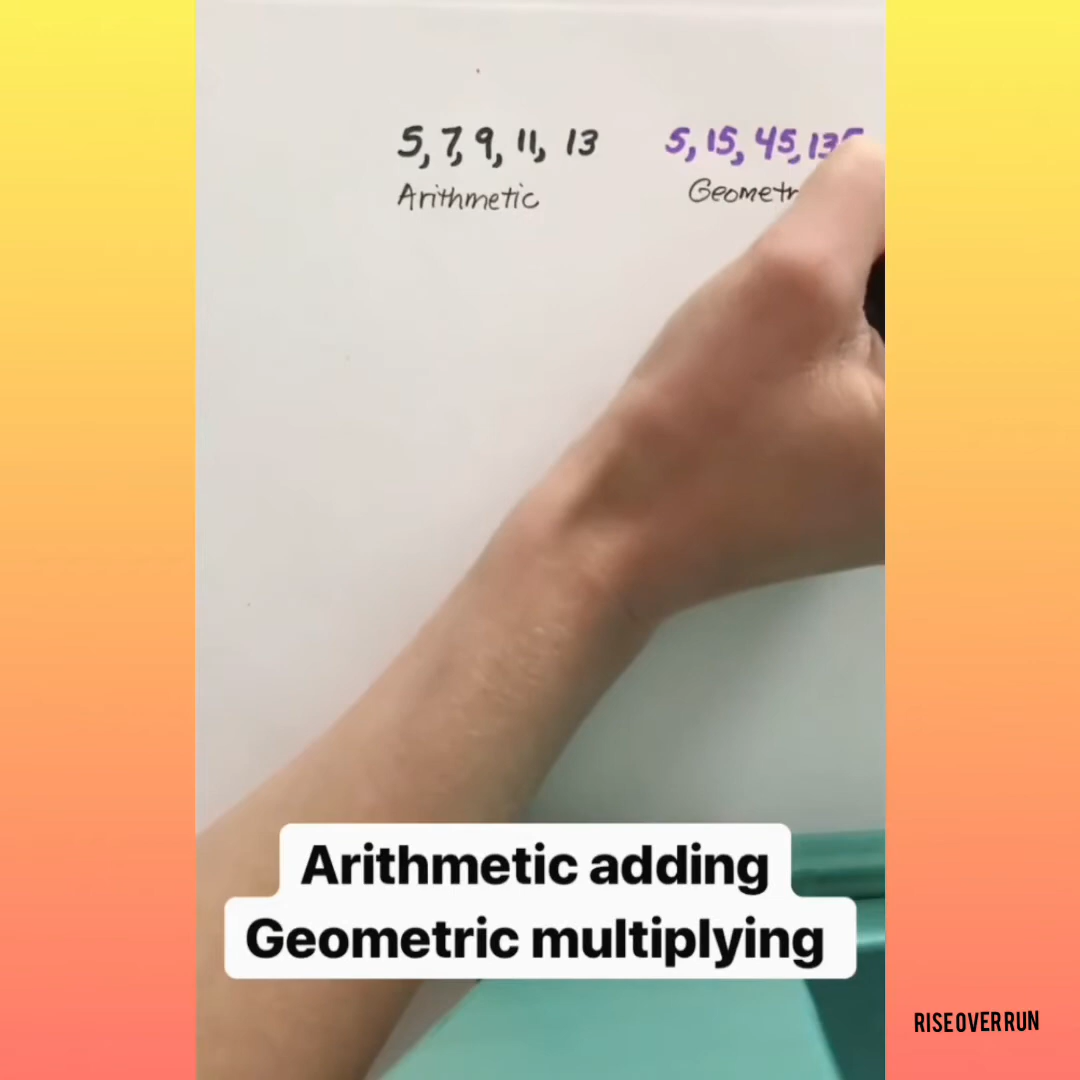 5, 7, 9, 11, 13
5, 15, 45,
Arithmetic
Arithmetic adding
Geometric multiplying
RISE OVER RUN